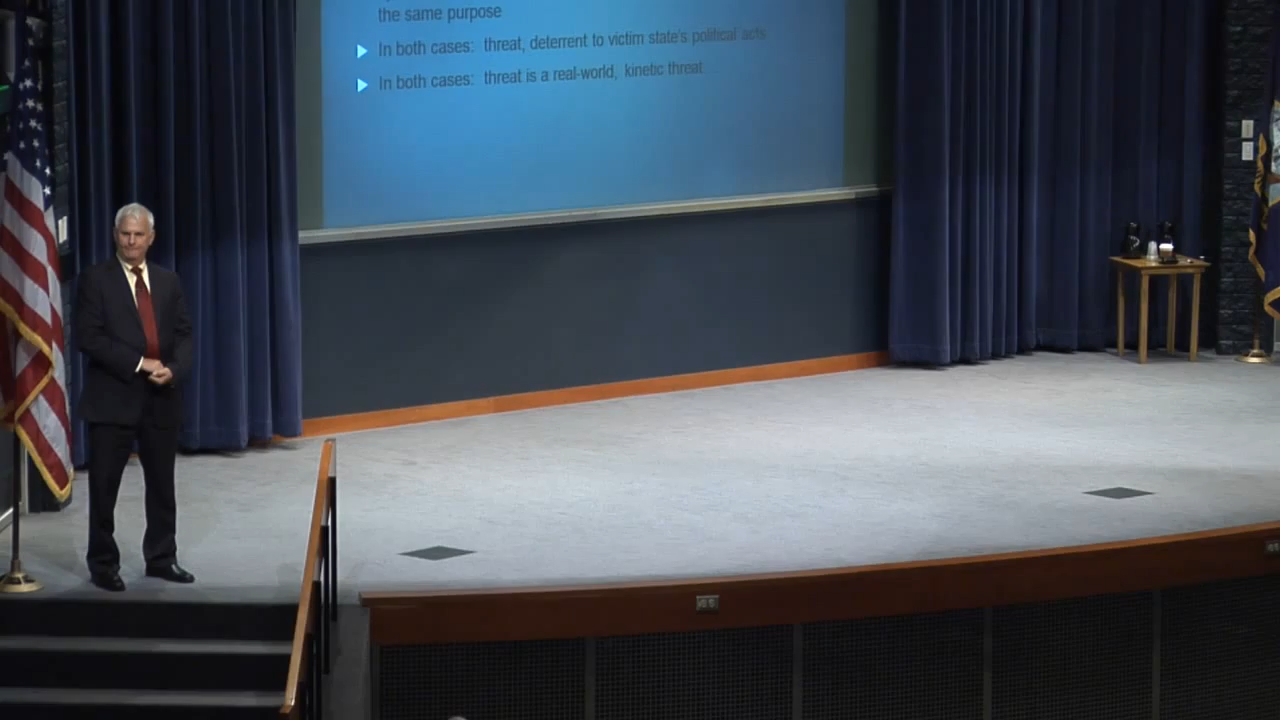 the same purpose
In both cases: threat, deterrent to victim state's political acts
In both cases: threat is a real-world, kinetic threat